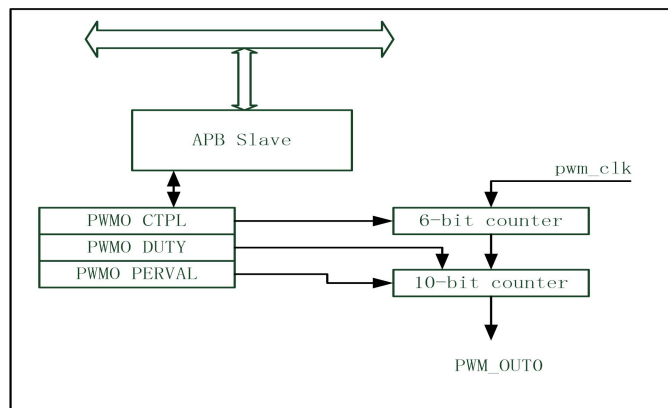 APB Slave
pwm_clk
PWMO CTPL
6-bit counter
PWMO DUTY
PWMO PERVAL
10-bit counter
PWM_OUTO